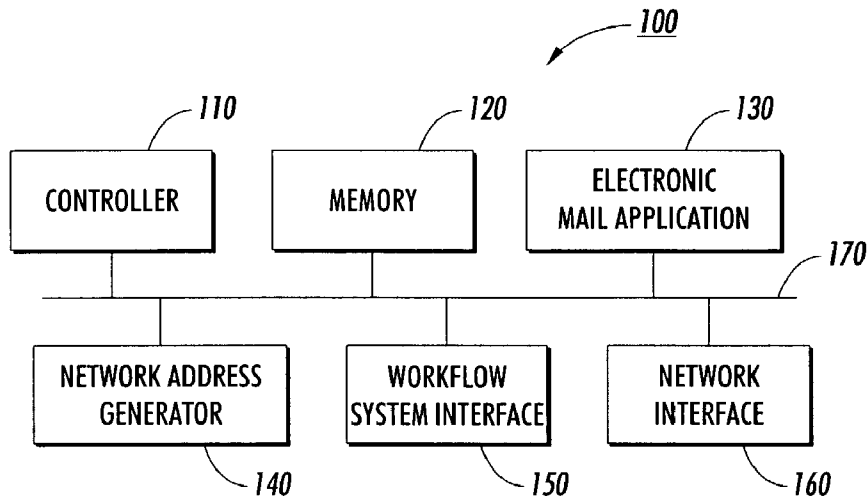 100
110
120
130
CONTROLLER
MEMORY
ELECTRONIC
MAIL APPLICATION
170
NETWORK ADDRESS
GENERATOR
WORKFLOW
SYSTEM INTERFACE
NETWORK
INTERFACE
140
150
160